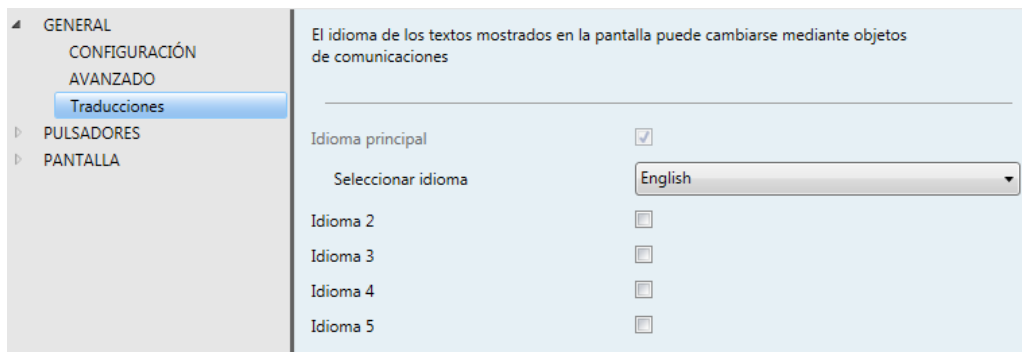 GENERAL
CONFIGURACIÓN
AVANZADO
Traducciones
PULSADORES
PANTALLA
El idioma de los textos mostrados en la pantalla puede cambiarse mediante objetos
de comunicaciones
Idioma principal
Seleccionar idioma
English
Idioma 2
Idioma 3
Idioma 4
Idioma 5